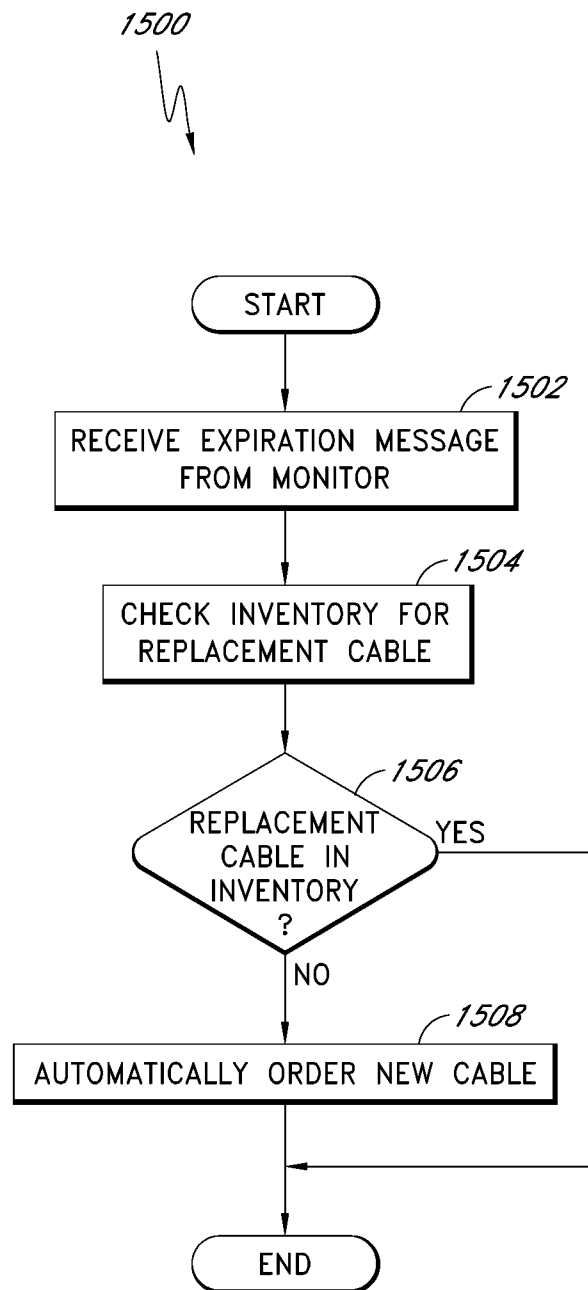 1500
START
1502
RECEIVE EXPIRATION MESSAGE
FROM MONITOR
1504
CHECK INVENTORY FOR
REPLACEMENT CABLE
1506
REPLACEMENT
CABLE IN
INVENTORY
?
YES
NO
1508
AUTOMATICALLY ORDER NEW CABLE
END